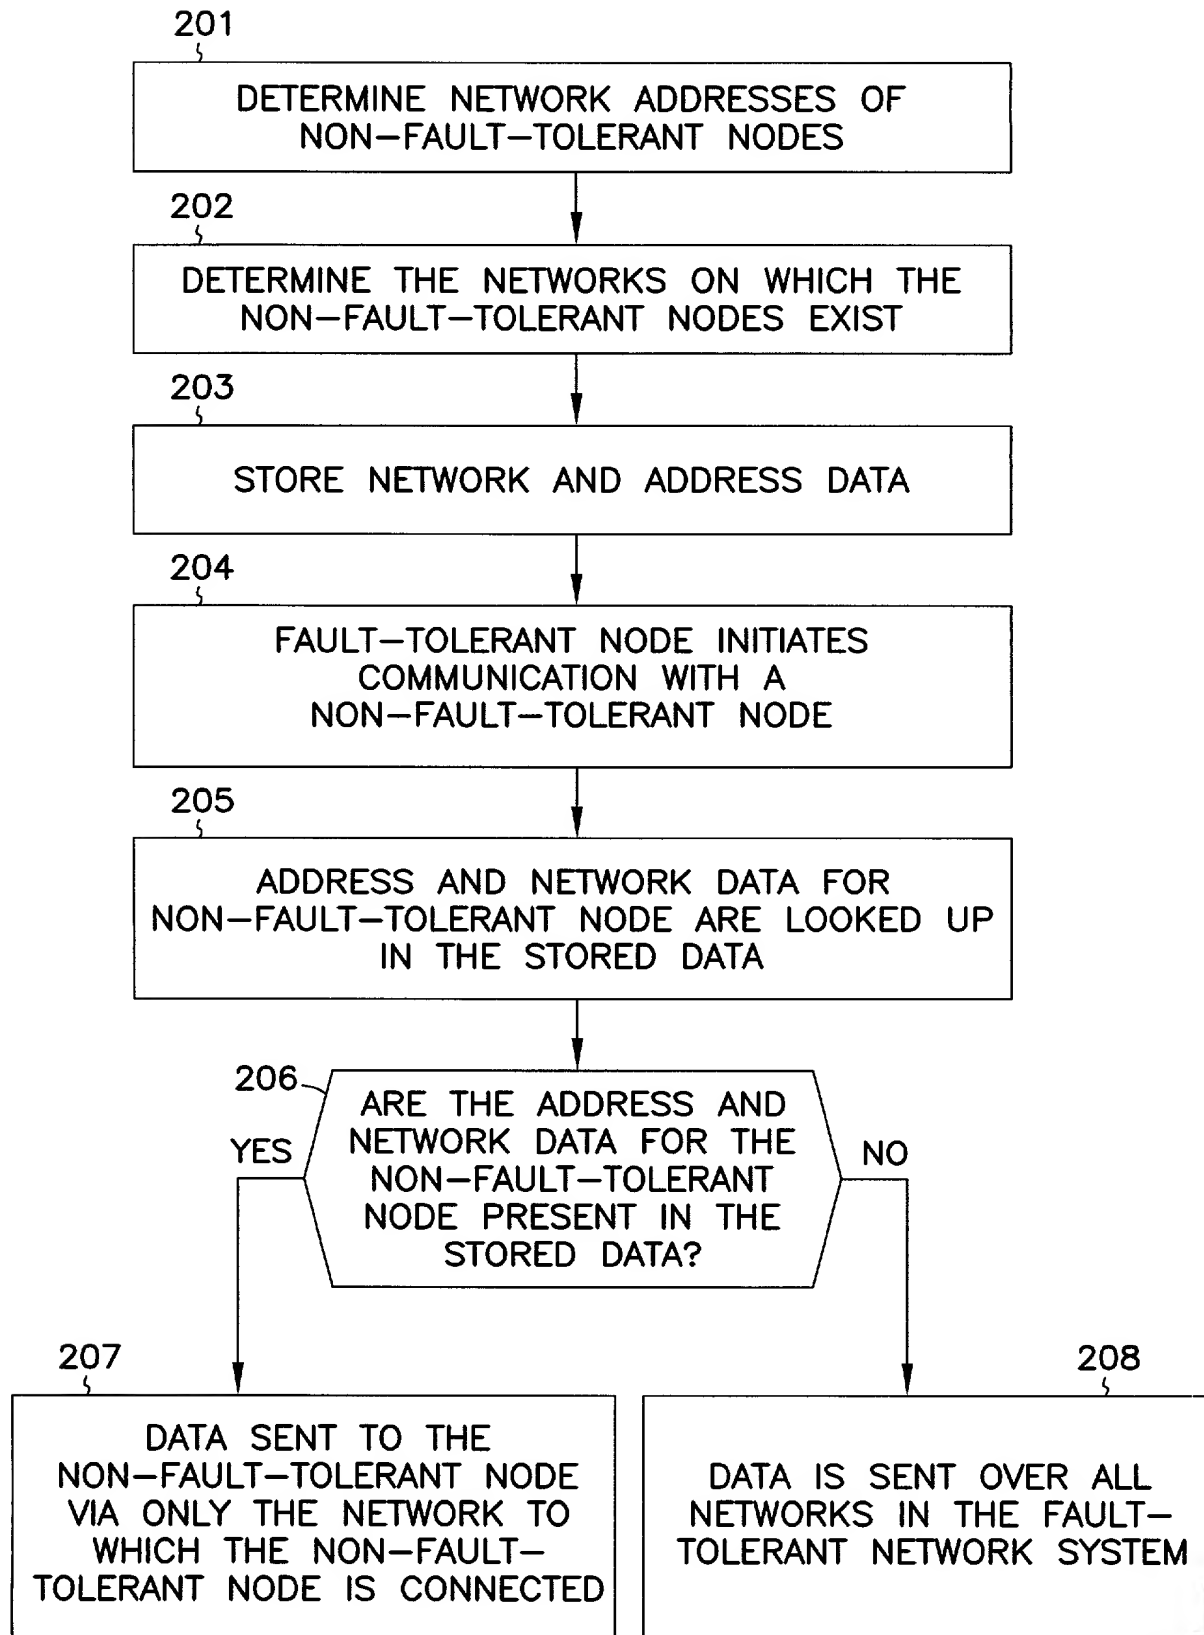 201
DETERMINE NETWORK ADDRESSES OF
NON–FAULT–TOLERANT NODES
202
DETERMINE THE NETWORKS ON WHICH THE
NON–FAULT–TOLERANT NODES EXIST
203
STORE NETWORK AND ADDRESS DATA
204
FAULT–TOLERANT NODE INITIATES
COMMUNICATION WITH A
NON–FAULT–TOLERANT NODE
205
ADDRESS AND NETWORK DATA FOR
NON–FAULT–TOLERANT NODE ARE LOOKED UP
IN THE STORED DATA
206
ARE THE ADDRESS AND
NETWORK DATA FOR THE
NON–FAULT–TOLERANT
NODE PRESENT IN THE
STORED DATA?
YES
NO
207
DATA SENT TO THE
NON–FAULT–TOLERANT NODE
VIA ONLY THE NETWORK TO
WHICH THE NON–FAULT–
TOLERANT NODE IS CONNECTED
208
DATA IS SENT OVER ALL
NETWORKS IN THE FAULT–
TOLERANT NETWORK SYSTEM